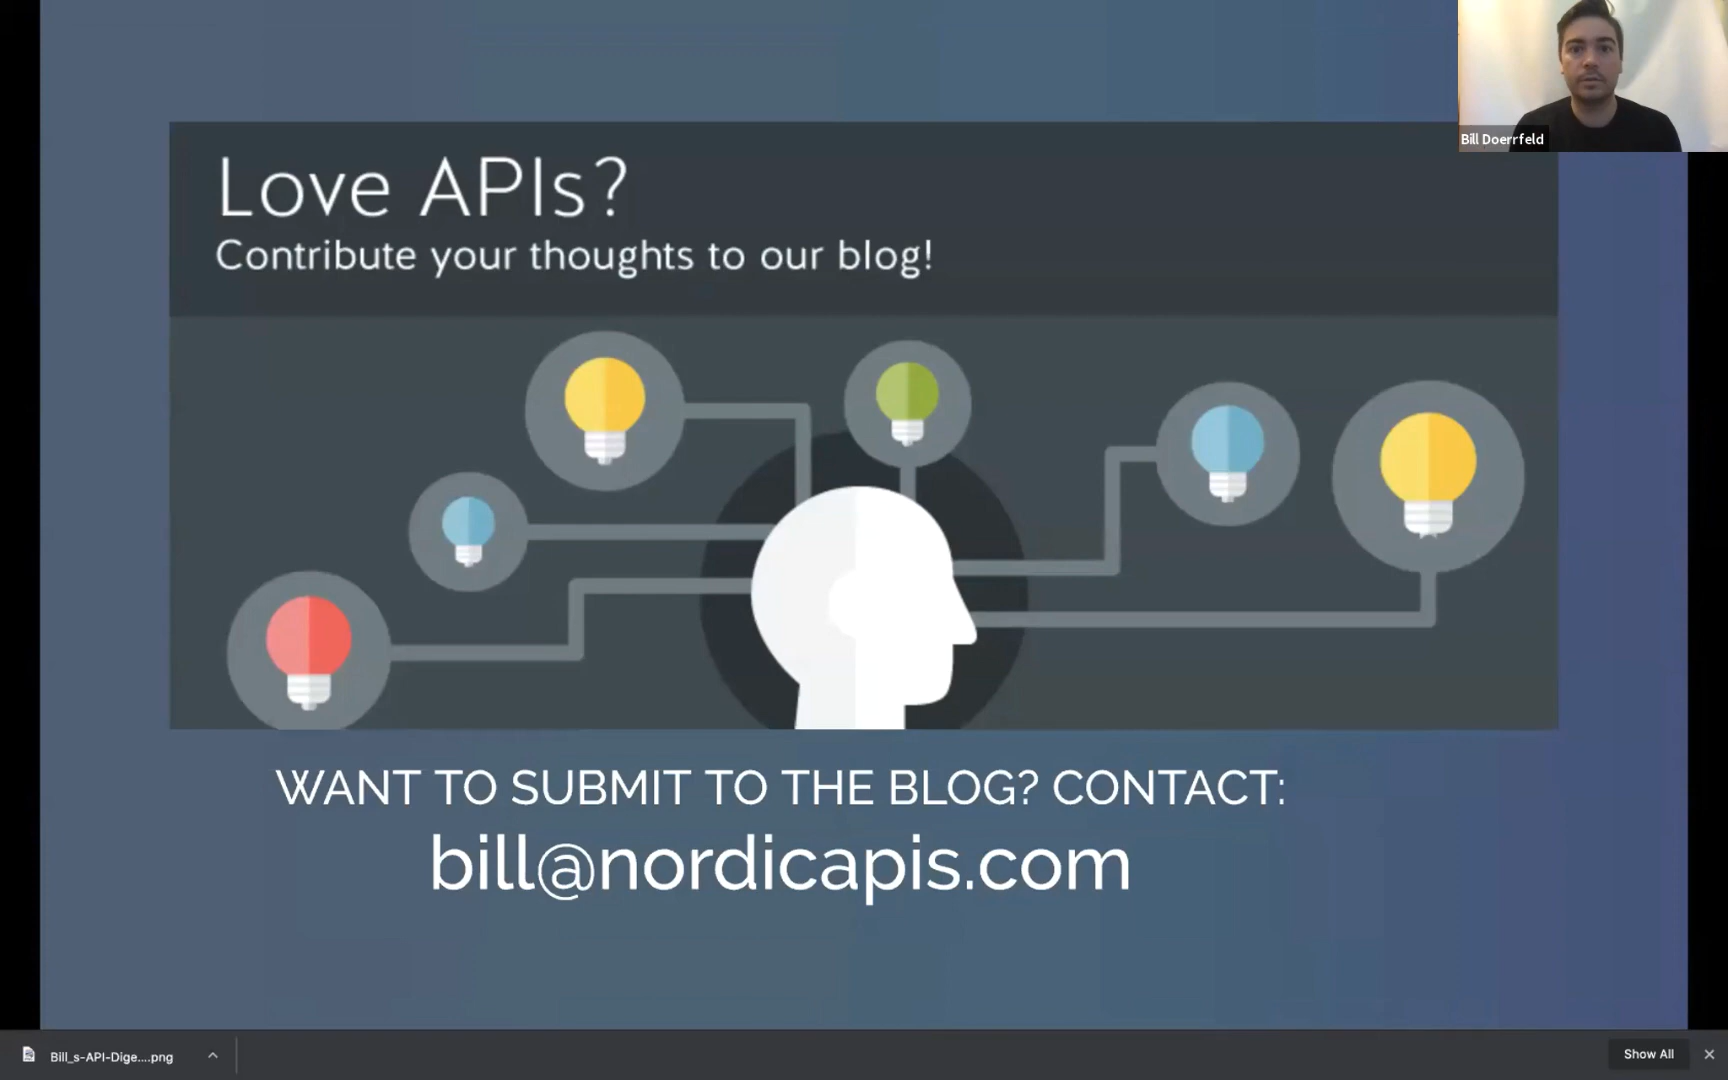 Bill Doerrfeld
Love APIs?
Contribute your thoughts to our blog!
WANT TO SUBMIT TO THE BLOG? CONTACT:
bill@nordicapis.com
Bill_s-API-Dige....png
Show All